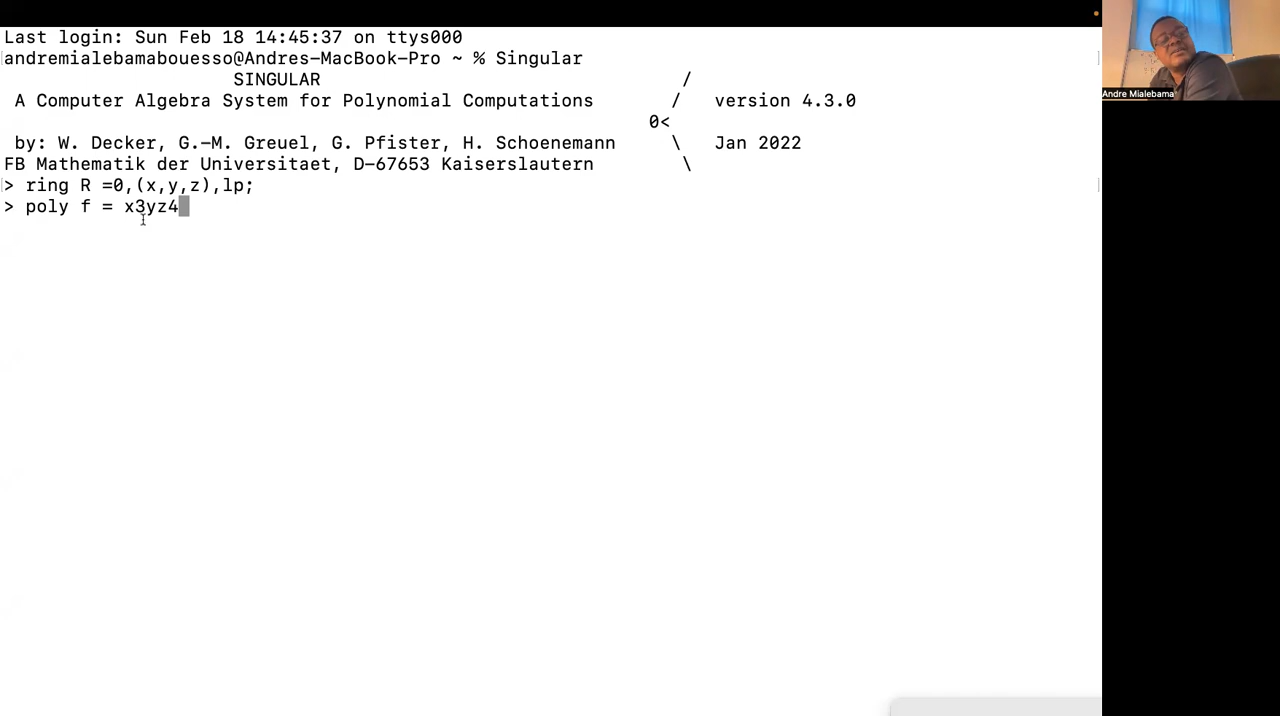 Last login: Sun Feb 18 14:45:37 on ttys000
andremialebamabouesso@Andres-MacBook-Pro ~ % Singular
SINGULAR /
A Computer Algebra System for Polynomial Computations / version 4.3.0
0<
by: W. Decker, G.-M. Greuel, G. Pfister, H. Schoenemann \ Jan 2022
FB Mathematik der Universitaet, D-67653 Kaiserslautern \
> ring R =0,(x,y,z),lp;
> poly f = x3yz4
Andre Mialebama